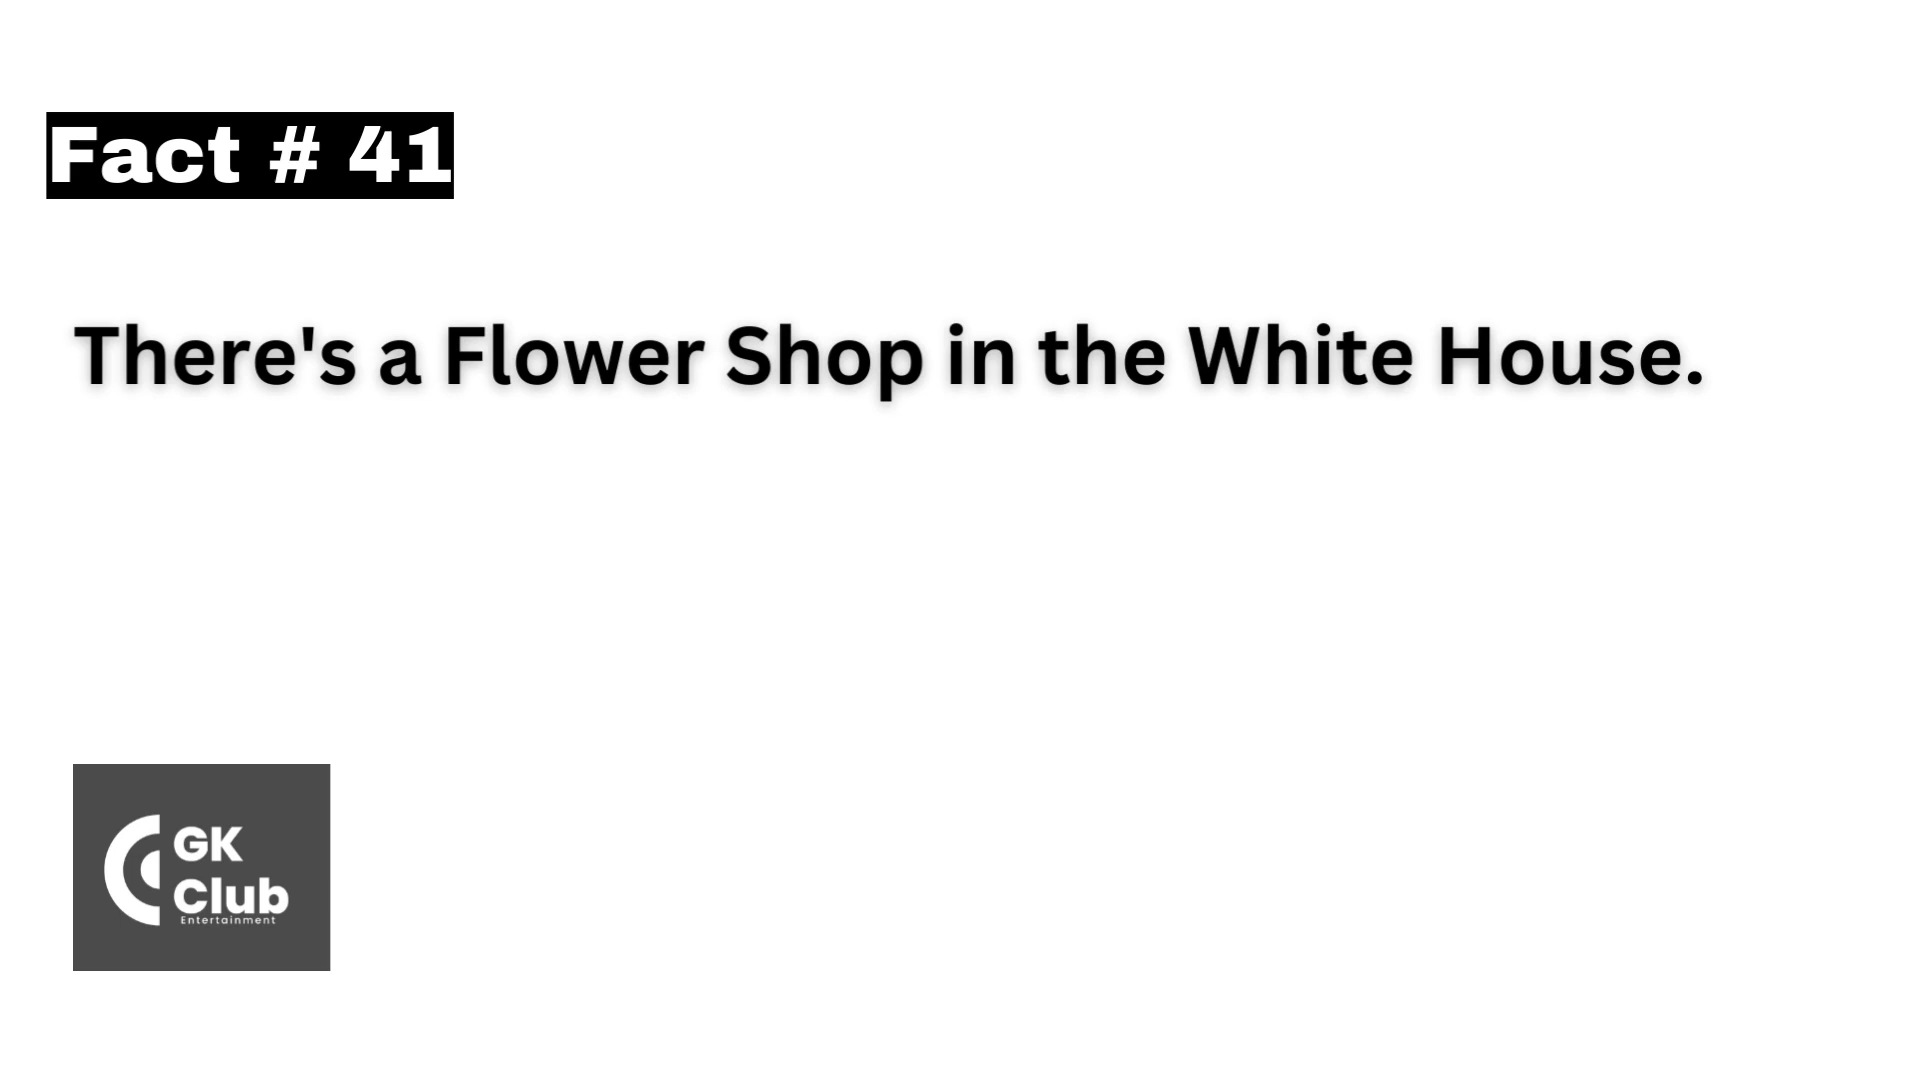 Fact # 41
There's a Flower Shop in the White House.
GK
Club
Entertainment